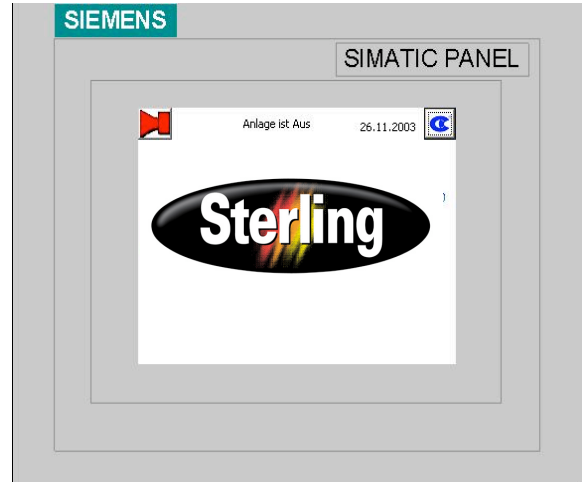 SIEMENS
SIMATIC PANEL
Anlage ist Aus
26.11.2003
Sterling